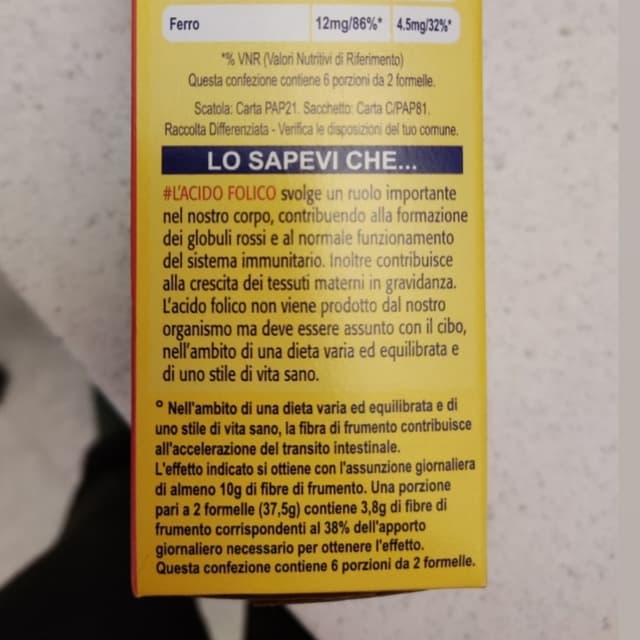 Ferro 12mg/86%* 4.5mg/32%*
*% VNR (Valori Nutritivi di Riferimento)
Questa confezione contiene 6 porzioni da 2 formelle.
Scatola: Carta PAP21. Sacchetto: Carta C/PAP81.
Raccolta Differenziata - Verifica le disposizioni del tuo comune.
LO SAPEVI CHE...
#L'ACIDO FOLICO svolge un ruolo importante
nel nostro corpo, contribuendo alla formazione
dei globuli rossi e al normale funzionamento
del sistema immunitario. Inoltre contribuisce
alla crescita dei tessuti materni in gravidanza.
L'acido folico non viene prodotto dal nostro
organismo ma deve essere assunto con il cibo,
nell'ambito di una dieta varia ed equilibrata e
di uno stile di vita sano.
° Nell'ambito di una dieta varia ed equilibrata e di
uno stile di vita sano, la fibra di frumento contribuisce
all'accelerazione del transito intestinale.
L'effetto indicato si ottiene con l'assunzione giornaliera
di almeno 10g di fibre di frumento. Una porzione
pari a 2 formelle (37,5g) contiene 3,8g di fibre di
frumento corrispondenti al 38% dell'apporto
giornaliero necessario per ottenere l'effetto.
Questa confezione contiene 6 porzioni da 2 formelle.